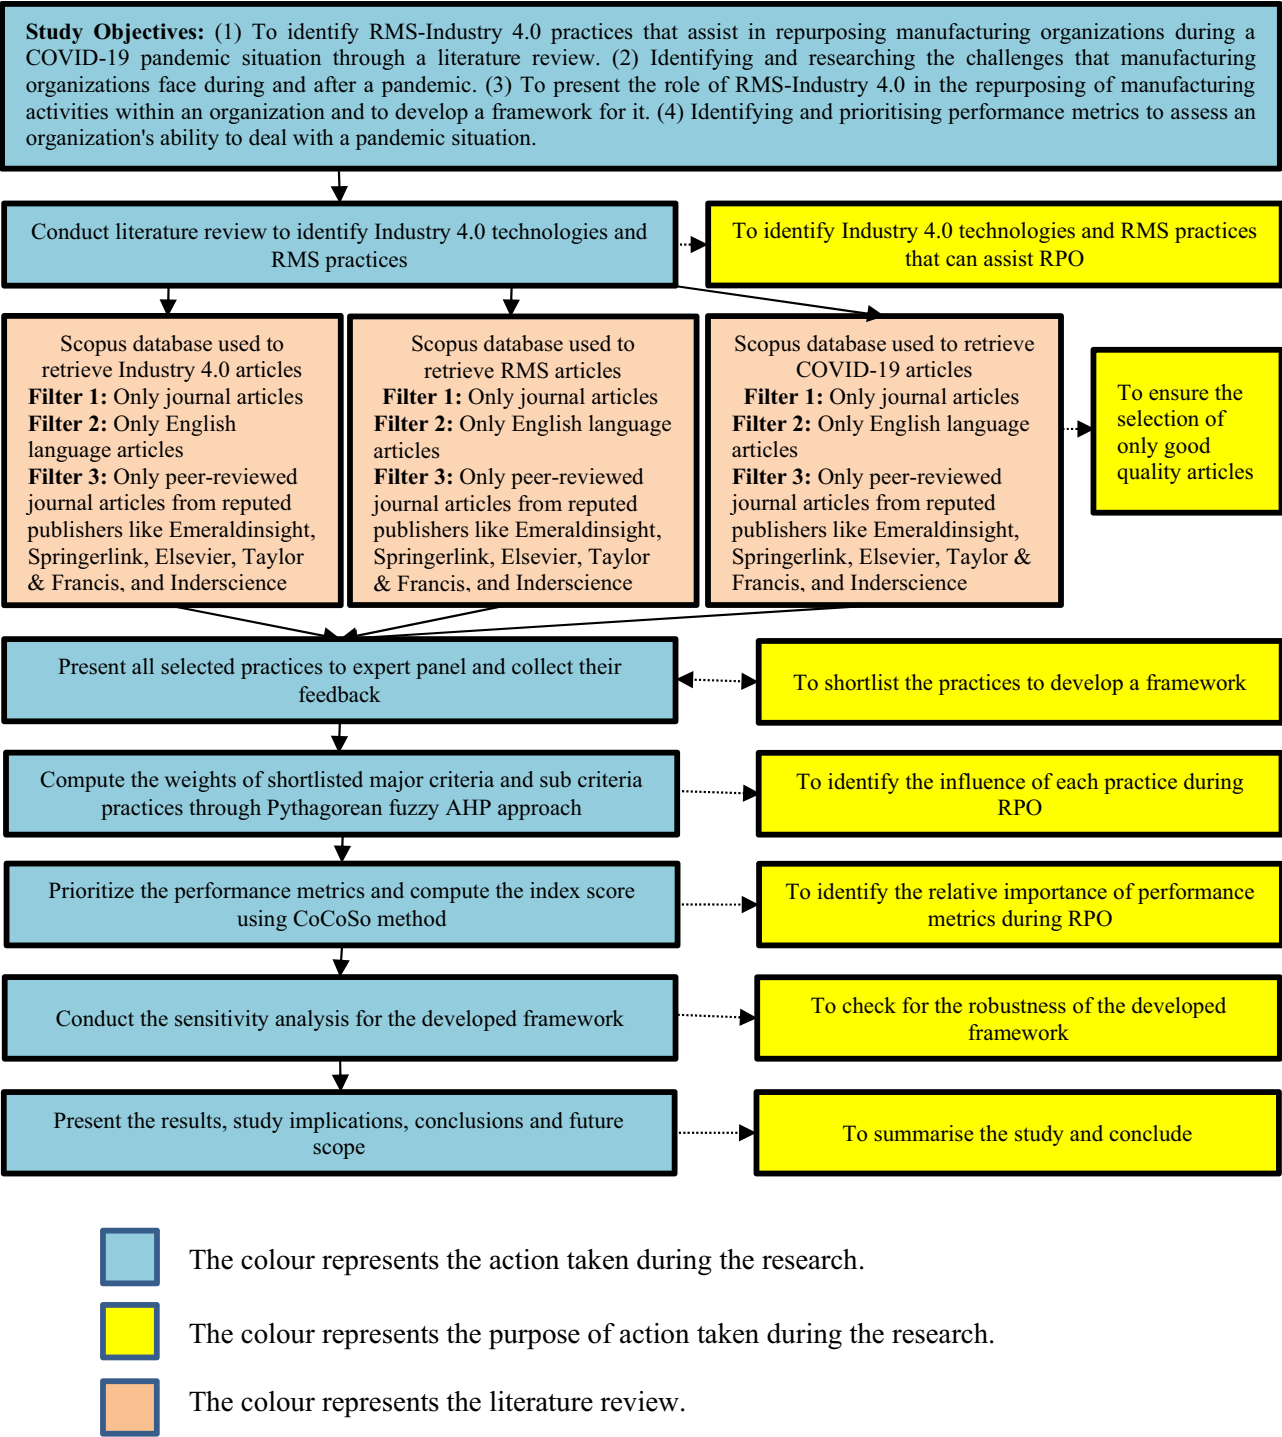 Study Objectives: (1) To identify RMS-Industry 4.0 practices that assist in repurposing manufacturing organizations during a
COVID-19 pandemic situation through a literature review. (2) Identifying and researching the challenges that manufacturing
organizations face during and after a pandemic. (3) To present the role of RMS-Industry 4.0 in the repurposing of manufacturing
activities within an organization and to develop a framework for it. (4) Identifying and prioritising performance metrics to assess an
organization's ability to deal with a pandemic situation.
Conduct literature review to identify Industry 4.0 technologies and
RMS practices
To identify Industry 4.0 technologies and RMS practices
that can assist RPO
Scopus database used to
retrieve Industry 4.0 articles
Filter 1: Only journal articles
Filter 2: Only English
language articles
Filter 3: Only peer-reviewed
journal articles from reputed
publishers like Emeraldinsight,
Springerlink, Elsevier, Taylor
& Francis, and Inderscience
Scopus database used to
retrieve RMS articles
Filter 1: Only journal articles
Filter 2: Only English language
articles
Filter 3: Only peer-reviewed
journal articles from reputed
publishers like Emeraldinsight,
Springerlink, Elsevier, Taylor
& Francis, and Inderscience
Scopus database used to retrieve
COVID-19 articles
Filter 1: Only journal articles
Filter 2: Only English language
articles
Filter 3: Only peer-reviewed
journal articles from reputed
publishers like Emeraldinsight,
Springerlink, Elsevier, Taylor &
Francis, and Inderscience
To ensure the
selection of
only good
quality articles
Present all selected practices to expert panel and collect their
feedback
To shortlist the practices to develop a framework
Compute the weights of shortlisted major criteria and sub criteria
practices through Pythagorean fuzzy AHP approach
To identify the influence of each practice during
RPO
Prioritize the performance metrics and compute the index score
using CoCoSo method
To identify the relative importance of performance
metrics during RPO
Conduct the sensitivity analysis for the developed framework
To check for the robustness of the developed
framework
Present the results, study implications, conclusions and future
scope
To summarise the study and conclude
The colour represents the action taken during the research.
The colour represents the purpose of action taken during the research.
The colour represents the literature review.